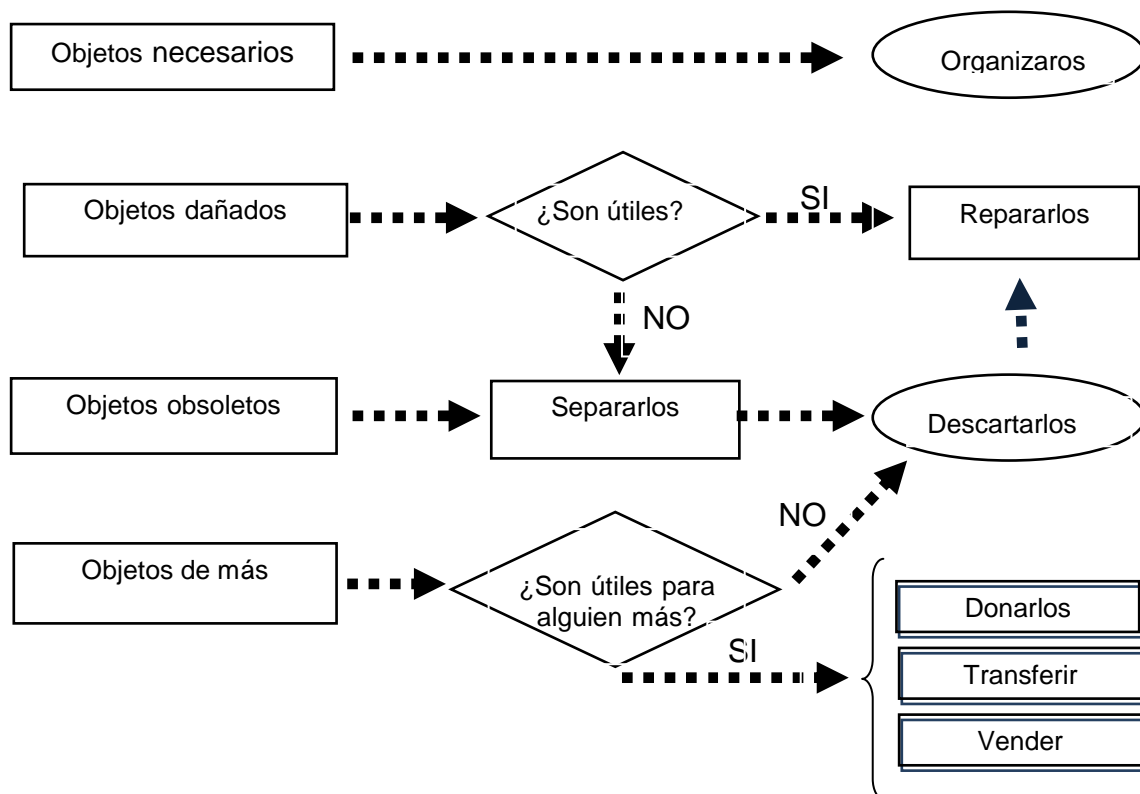 Objetos necesarios
Organizaros
Objetos dañados
¿Son útiles?
SI
Repararlos
NO
Objetos obsoletos
Separarlos
Descartarlos
NO
Objetos de más
¿Son útiles para
alguien más?
SI
Donarlos
Transferir
Vender